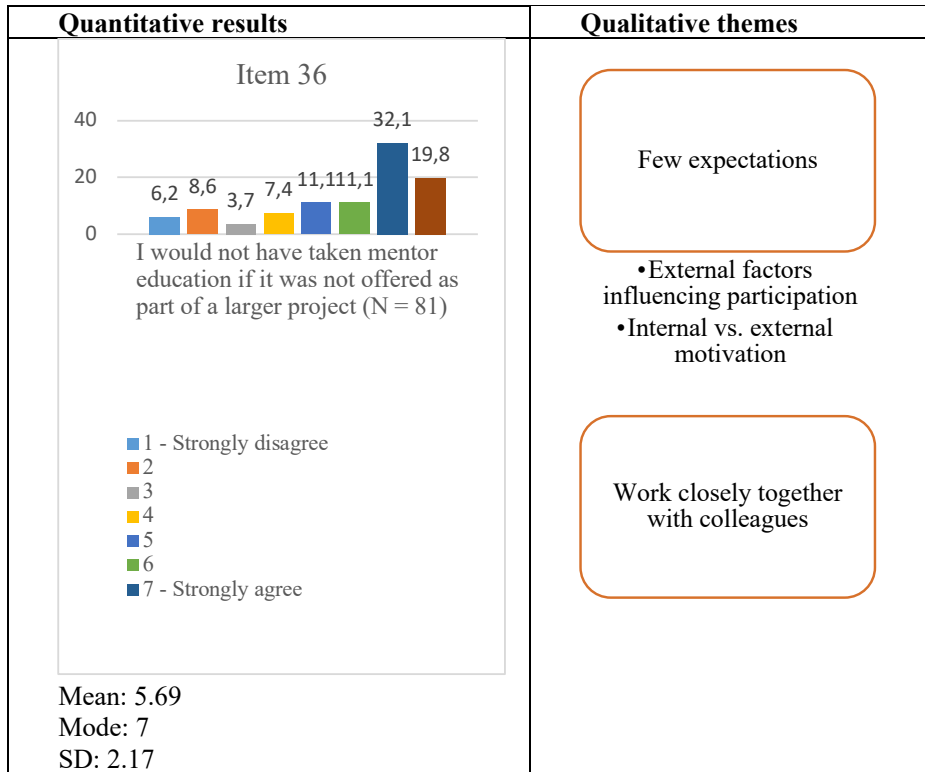 Quantitative results
Qualitative themes
Item 36
40
20
0
6,2
8,6
3,7
7,4
11,1
11,1
32,1
19,8
I would not have taken mentor
education if it was not offered as
part of a larger project (N = 81)
1 - Strongly disagree
2
3
4
5
6
7 - Strongly agree
Mean: 5.69
Mode: 7
SD: 2.17
Few expectations
•External factors
influencing participation
•Internal vs. external
motivation
Work closely together
with colleagues